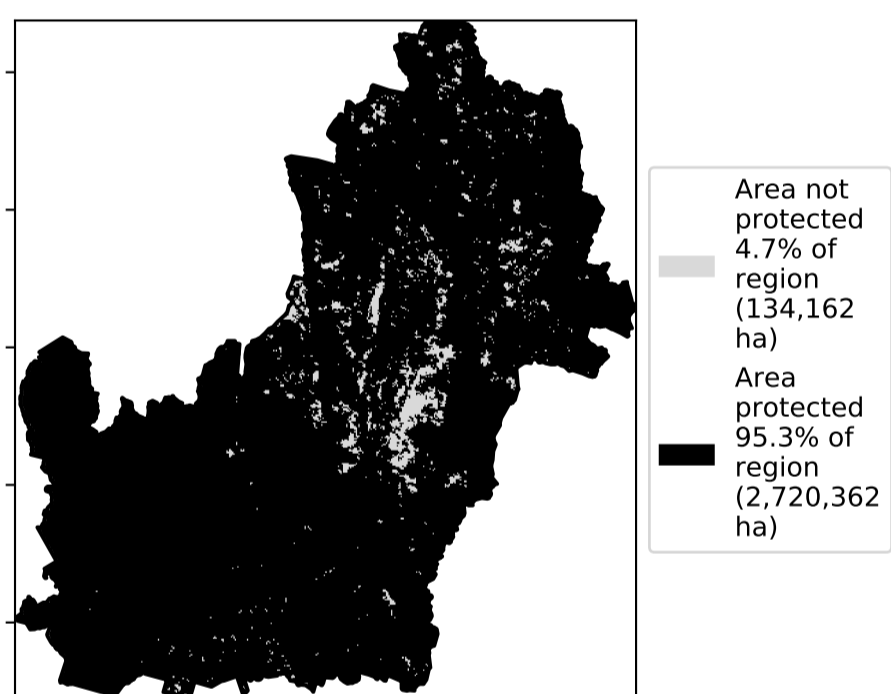 Area not
protected
4.7% of
region
(134,162
ha)
Area
protected
95.3% of
region
(2,720,362
ha)